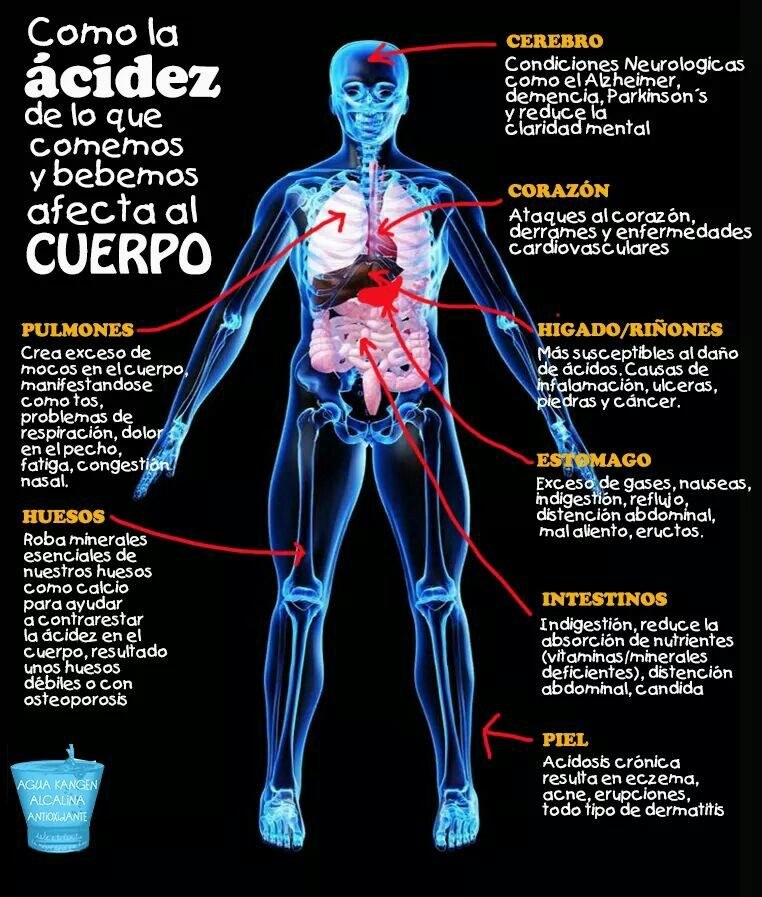 Como la
ácidez
de lo que
comemos
y bebemos
afecta al
CUERPO
CEREBRO
Condiciones Neurologicas
como el Alzheimer,
demencia, Parkinson´s
y reduce la
claridad mental
CORAZÓN
Ataques al corazón,
derrames y enfermedades
cardiovasculares
PULMONES
Crea exceso de
mocos en el cuerpo,
manifestandose
como tos,
problemas de
respiración, dolor
en el pecho,
fatiga, congestión
nasal.
HIGADO/RIÑONES
Más susceptibles al daño
de ácidos. Causas de
infalamación, ulceras,
piedras y cáncer.
ESTOMAGO
Exceso de gases, nauseas,
indigestión, reflujo,
distención abdominal,
mal aliento, eructos.
HUESOS
Roba minerales
esenciales de
nuestros huesos
como calcio
para ayudar
a contrarestar
la ácidez en el
cuerpo, resultado
unos huesos
débiles o con
osteoporosis
INTESTINOS
Indigestión, reduce la
absorción de nutrientes
(vitaminas/minerales
deficientes), distención
abdominal, candida
PIEL
Acidosis crónica
resulta en eczema,
acne, erupciones,
todo tipo de dermatitis
AGUA KANGEN
ALCALINA
ANTIOXIDANTE